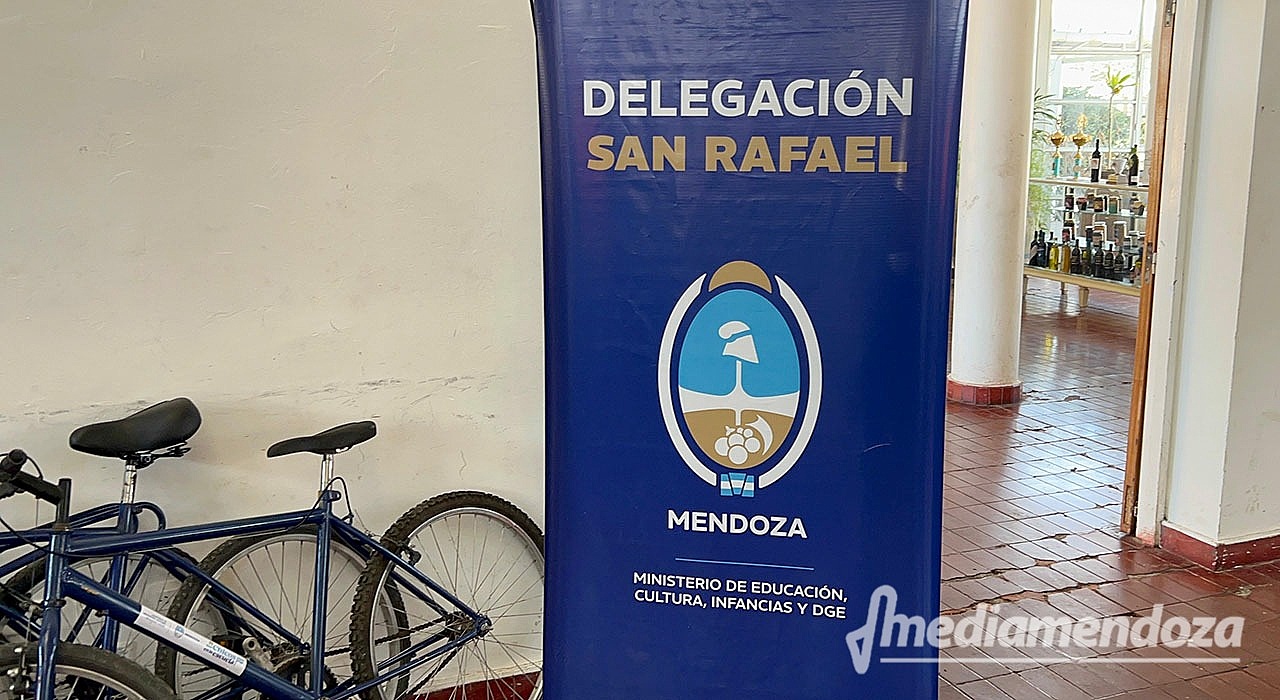 DELEGACIÓN
SAN RAFAEL
MENDOZA
MINISTERIO DE EDUCACIÓN,
CULTURA, INFANCIAS Y DGE
mediamendoza